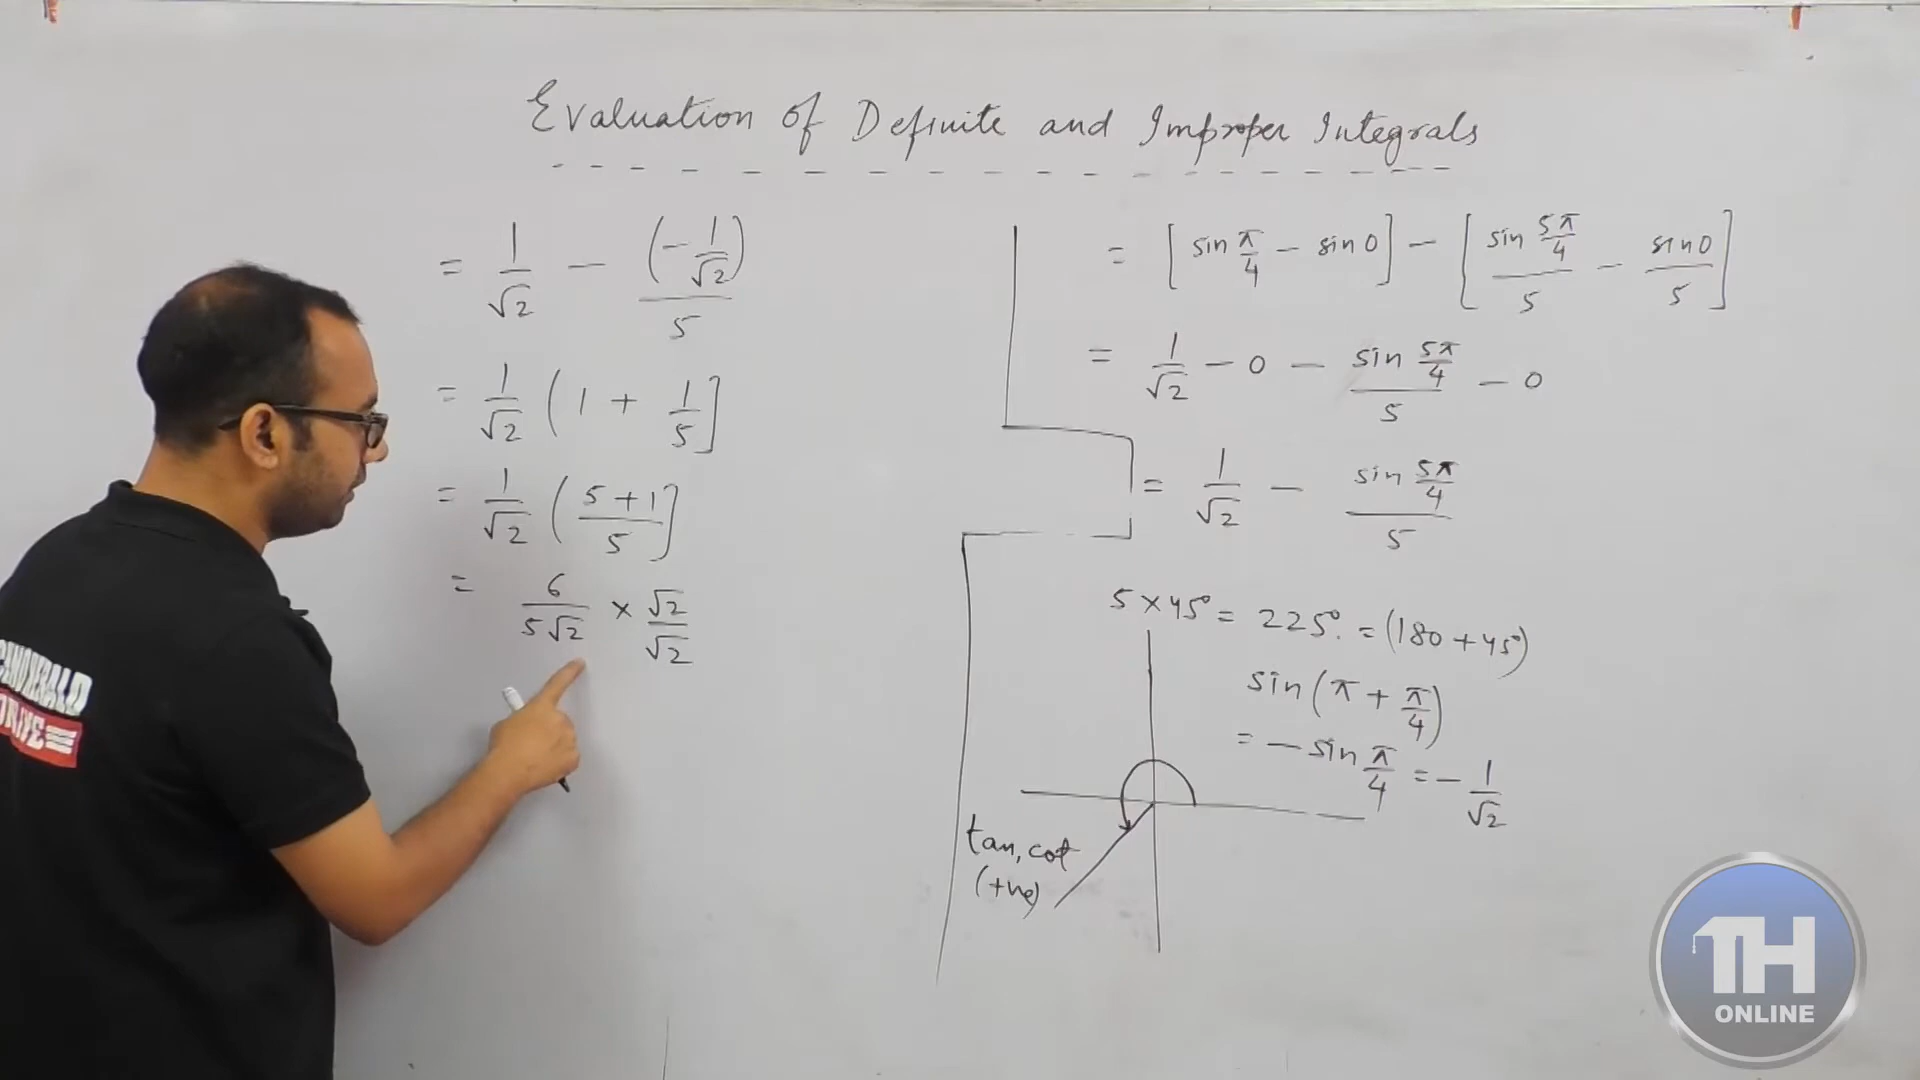 Evaluation of Definite and Improper Integrals
= [sin π/4 − sin 0] − [sin 5π/4 / 5 − sin 0 / 5]
= 1/√2 − 0 − sin 5π/4 / 5 − 0
= 1/√2 − sin 5π/4 / 5
5 × 45° = 225°. = (180 + 45°)
sin(π + π/4)
= − sin π/4 = − 1/√2
tan, cot
(+ve)
= 1/√2 − (− 1/√2) / 5
= 1/√2 (1 + 1/5]
= 1/√2 (5 + 1 / 5]
= 6 / 5√2 × √2 / √2
TH
ONLINE